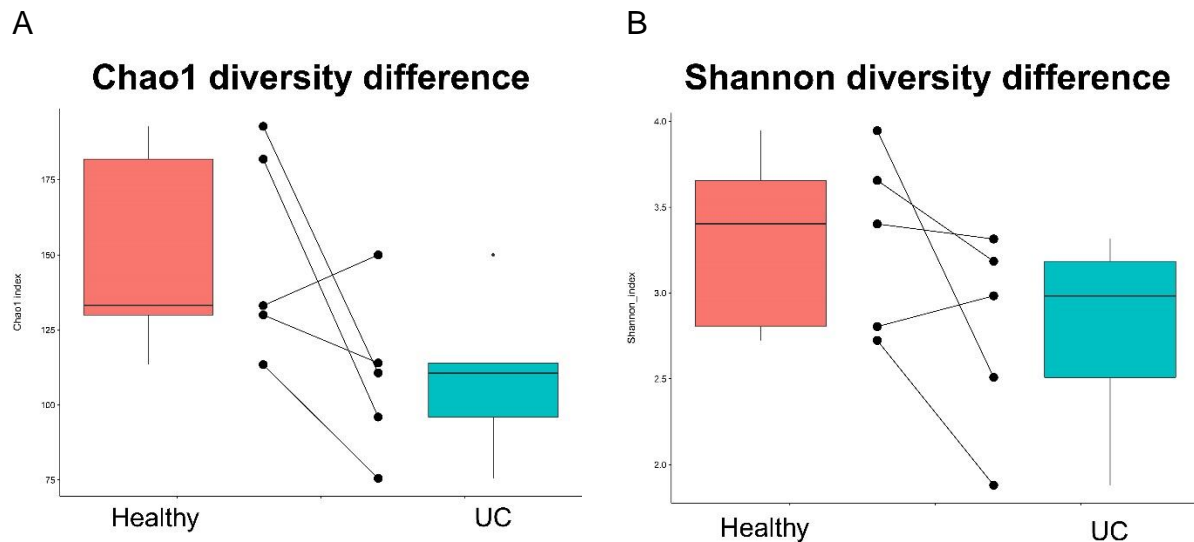 A
Chao1 diversity difference
Chao1 index
175
150
125
100
75
Healthy
UC
B
Shannon diversity difference
Shannon_index
4.0
3.5
3.0
2.5
2.0
Healthy
UC